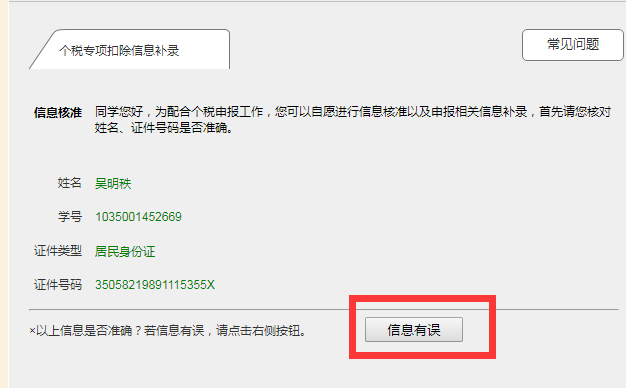 个税专项扣除信息补录
常见问题
信息核准 同学您好，为配合个税申报工作，您可以自愿进行信息核准以及申报相关信息补录，首先请您核对
姓名、证件号码是否准确。
姓名 吴明秩
学号 1035001452669
证件类型 居民身份证
证件号码 35058219891115355X
×以上信息是否准确？若信息有误，请点击右侧按钮。 信息有误